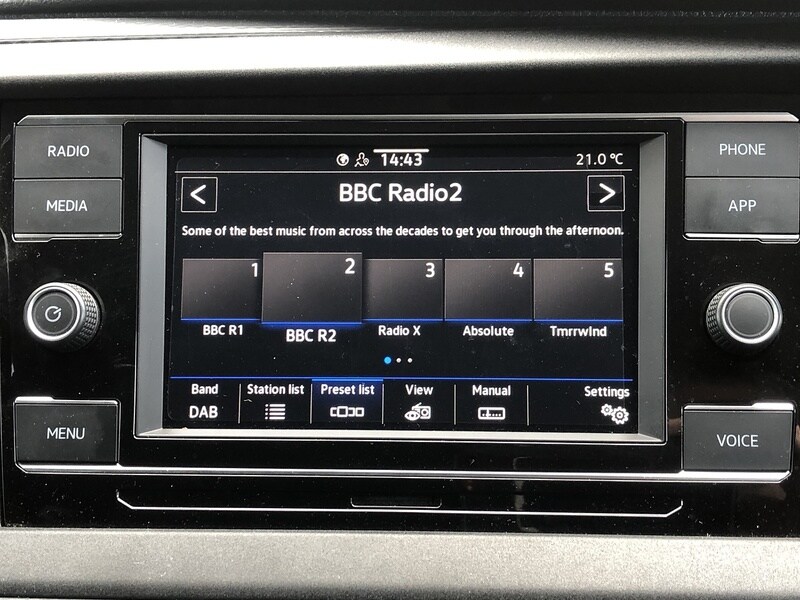 RADIO
MEDIA
MENU
14:43
21.0 °C
<
BBC Radio2
>
Some of the best music from across the decades to get you through the afternoon.
1
2
3
4
5
BBC R1
BBC R2
Radio X
Absolute
Tmrrwlnd
Band
DAB
Station list
Preset list
View
Manual
Settings
PHONE
APP
VOICE